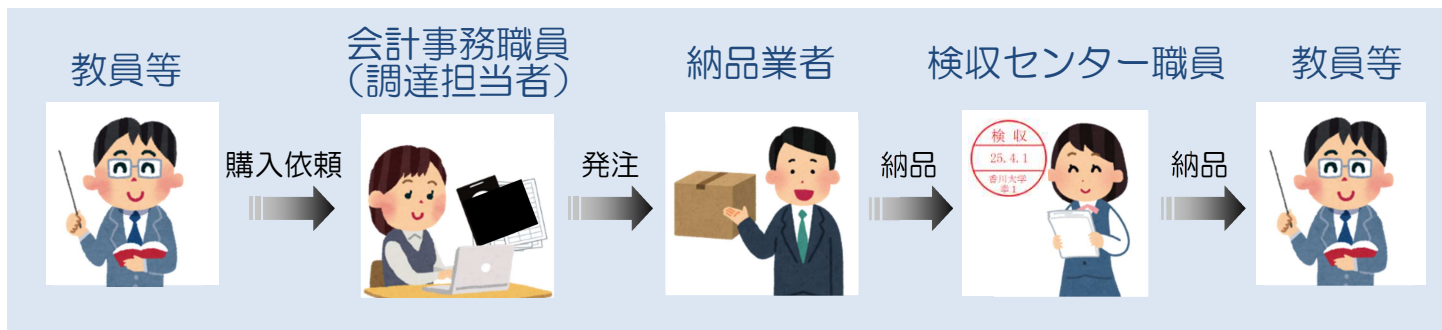 教員等
会計事務職員
（調達担当者）
納品業者
検収センター職員
教員等
購入依頼
発注
納品
納品
検収
25.4.1
香川大学
幸1